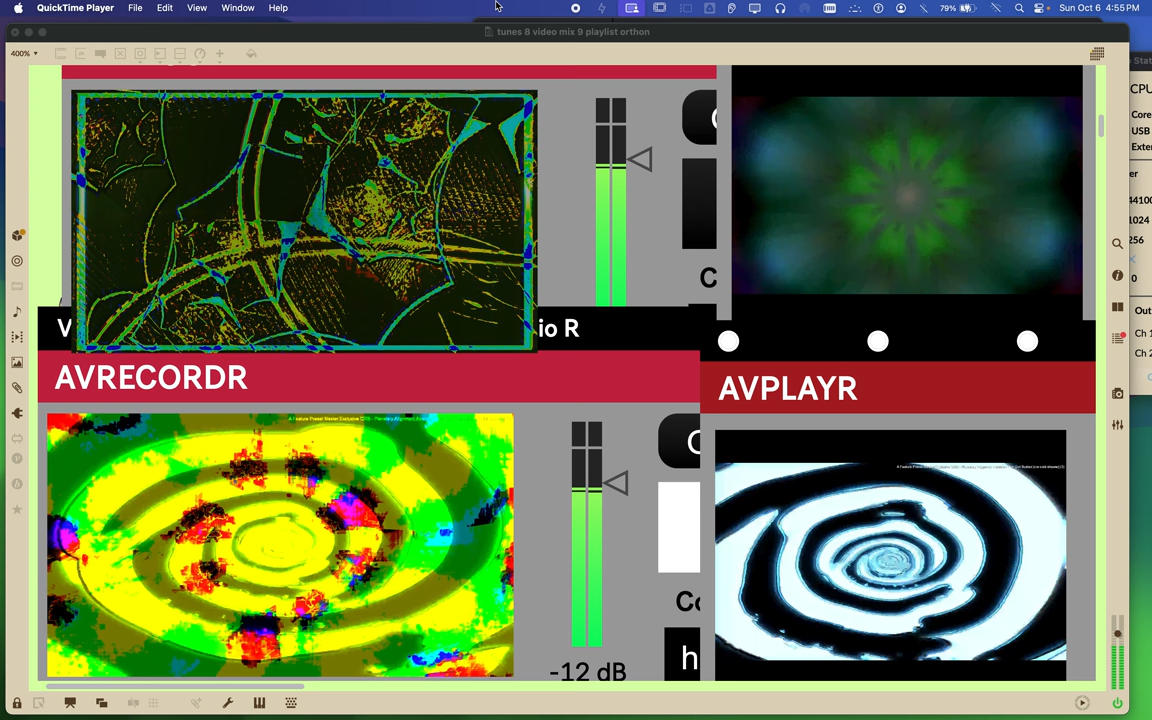 QuickTime Player File Edit View Window Help 79% Sun Oct 6 4:55 PM
tunes 8 video mix 9 playlist orthon
400%
io R
AVRECORDR
AVPLAYR
-12 dB
CPU
Core
USB
Exter
er
44100
1024
256
0
Out
Ch 1
Ch 2